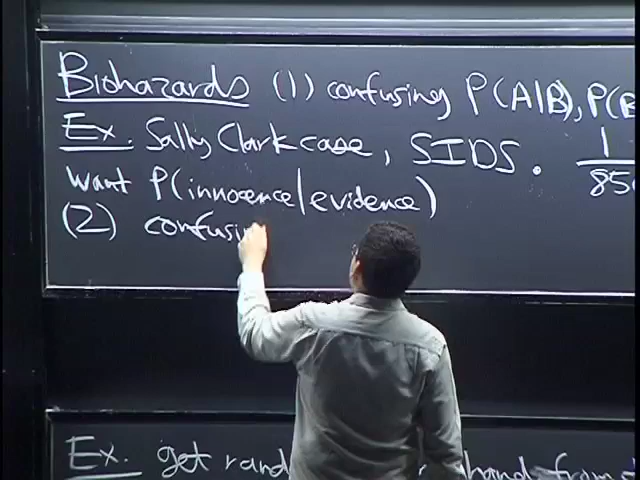 Biohazards (1) confusing P(A|B), P(B
Ex. Sally Clark case, SIDS. 1
want P(innocence|evidence) 850
(2) confusi
Ex. get rand hand from